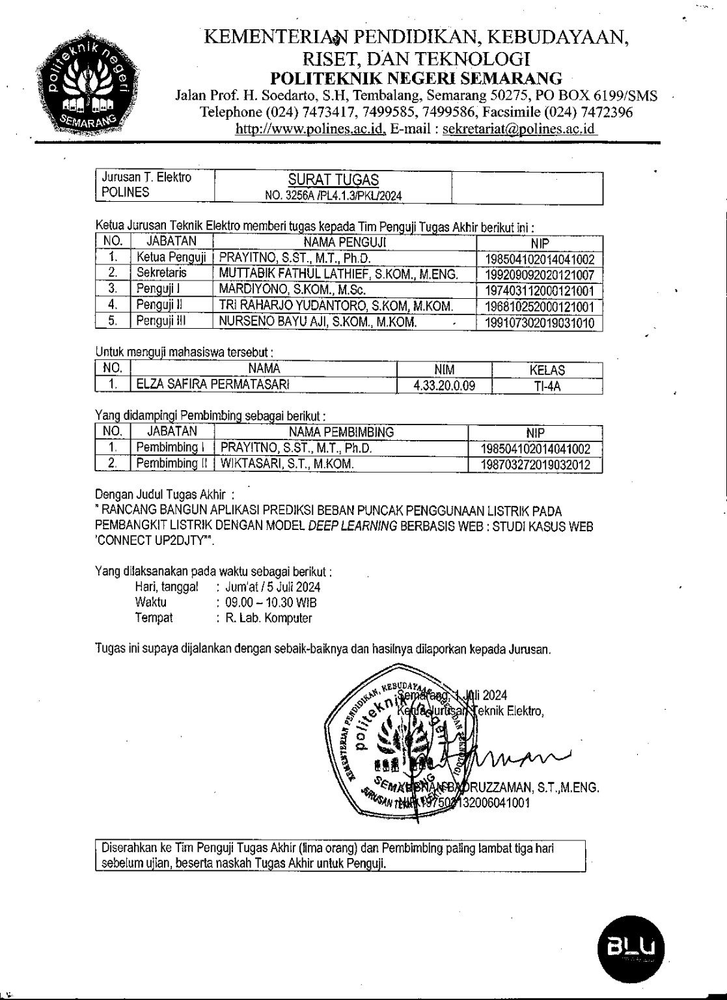 KEMENTERIAN PENDIDIKAN, KEBUDAYAAN,
RISET, DAN TEKNOLOGI
POLITEKNIK NEGERI SEMARANG
Jalan Prof. H. Soedarto, S.H, Tembalang, Semarang 50275, PO BOX 6199/SMS
Telephone (024) 7473417, 7499585, 7499586, Facsimile (024) 7472396
http://www.polines.ac.id, E-mail : sekretariat@polines.ac.id
politeknik negeri
SEMARANG
Jurusan T. Elektro
POLINES
SURAT TUGAS
NO. 3256A /PL4.1.3/PKL/2024
Ketua Jurusan Teknik Elektro memberi tugas kepada Tim Penguji Tugas Akhir berikut ini :
NO. JABATAN NAMA PENGUJI NIP
1. Ketua Penguji PRAYITNO, S.ST., M.T., Ph.D. 198504102014041002
2. Sekretaris MUTTABIK FATHUL LATHIEF, S.KOM., M.ENG. 199209092020121007
3. Penguji I MARDIYONO, S.KOM., M.Sc. 197403112000121001
4. Penguji II TRI RAHARJO YUDANTORO, S.KOM, M.KOM. 196810252000121001
5. Penguji III NURSENO BAYU AJI, S.KOM., M.KOM. 199107302019031010
Untuk menguji mahasiswa tersebut :
NO. NAMA NIM KELAS
1. ELZA SAFIRA PERMATASARI 4.33.20.0.09 TI-4A
Yang didampingi Pembimbing sebagai berikut :
NO. JABATAN NAMA PEMBIMBING NIP
1. Pembimbing I PRAYITNO, S.ST., M.T., Ph.D. 198504102014041002
2. Pembimbing II WIKTASARI, S.T., M.KOM. 198703272019032012
Dengan Judul Tugas Akhir :
" RANCANG BANGUN APLIKASI PREDIKSI BEBAN PUNCAK PENGGUNAAN LISTRIK PADA
PEMBANGKIT LISTRIK DENGAN MODEL DEEP LEARNING BERBASIS WEB : STUDI KASUS WEB
'CONNECT UP2DJTY'".
Yang dilaksanakan pada waktu sebagai berikut :
Hari, tanggal : Jum'at / 5 Juli 2024
Waktu : 09.00 – 10.30 WIB
Tempat : R. Lab. Komputer
Tugas ini supaya dijalankan dengan sebaik-baiknya dan hasilnya dilaporkan kepada Jurusan.
Semarang, 1 Juli 2024
Ketua Jurusan Teknik Elektro,
KEMENTERIAN PENDIDIKAN, KEBUDAYAAN, RISET, DAN TEKNOLOGI
politeknik negeri
SEMARANG
JURUSAN TEKNIK ELEKTRO
BADRUZZAMAN, S.T.,M.ENG.
NIP 197503132006041001
Diserahkan ke Tim Penguji Tugas Akhir (lima orang) dan Pembimbing paling lambat tiga hari
sebelum ujian, beserta naskah Tugas Akhir untuk Penguji.
BLU